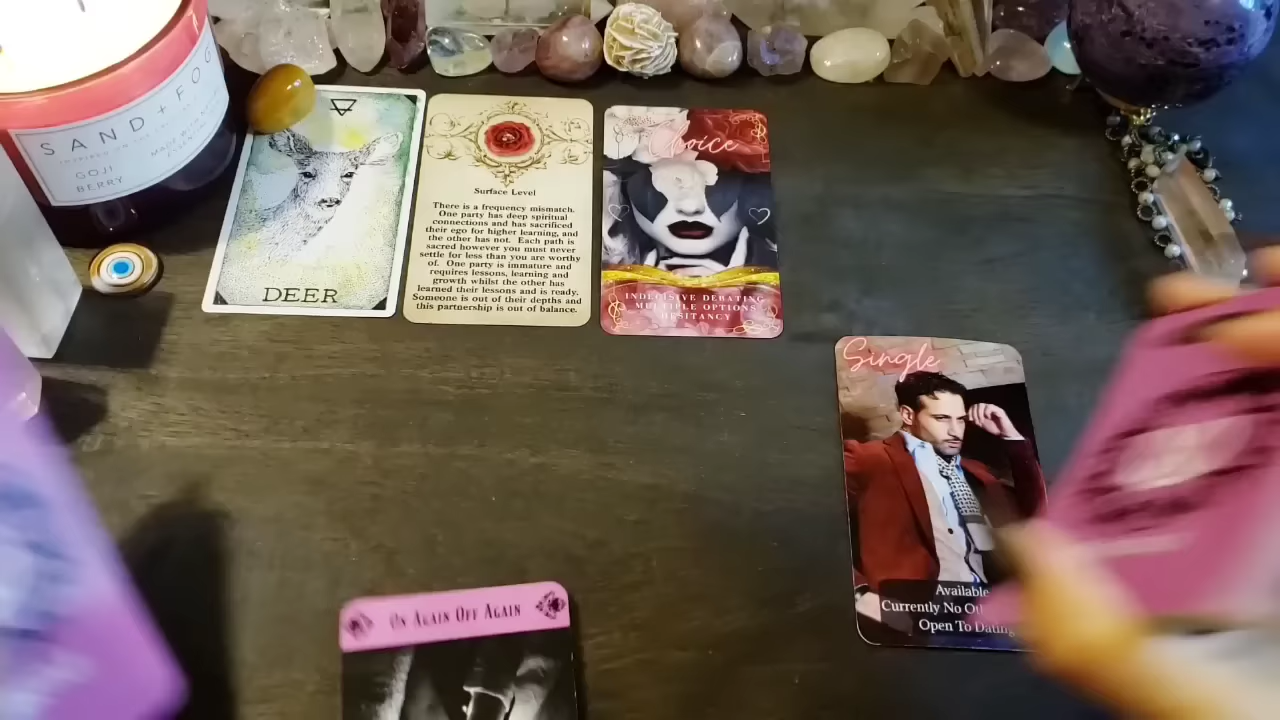 SAND + FOG
GOJI
BERRY
DEER
Surface Level
There is a frequency mismatch.
One party has deep spiritual
connections and has sacrificed
their ego for higher learning, and
the other has not. Each path is
sacred however you must never
settle for less than you are worthy
of. One party is immature and
requires lessons, learning and
growth whilst the other has
learned their lessons and is ready.
Someone is out of their depths and
this partnership is out of balance.
Choice
INDECISIVE DEBATING
MULTIPLE OPTIONS
HESITANCY
Single
Available
Currently No
Open To Dating
On Again Off Again